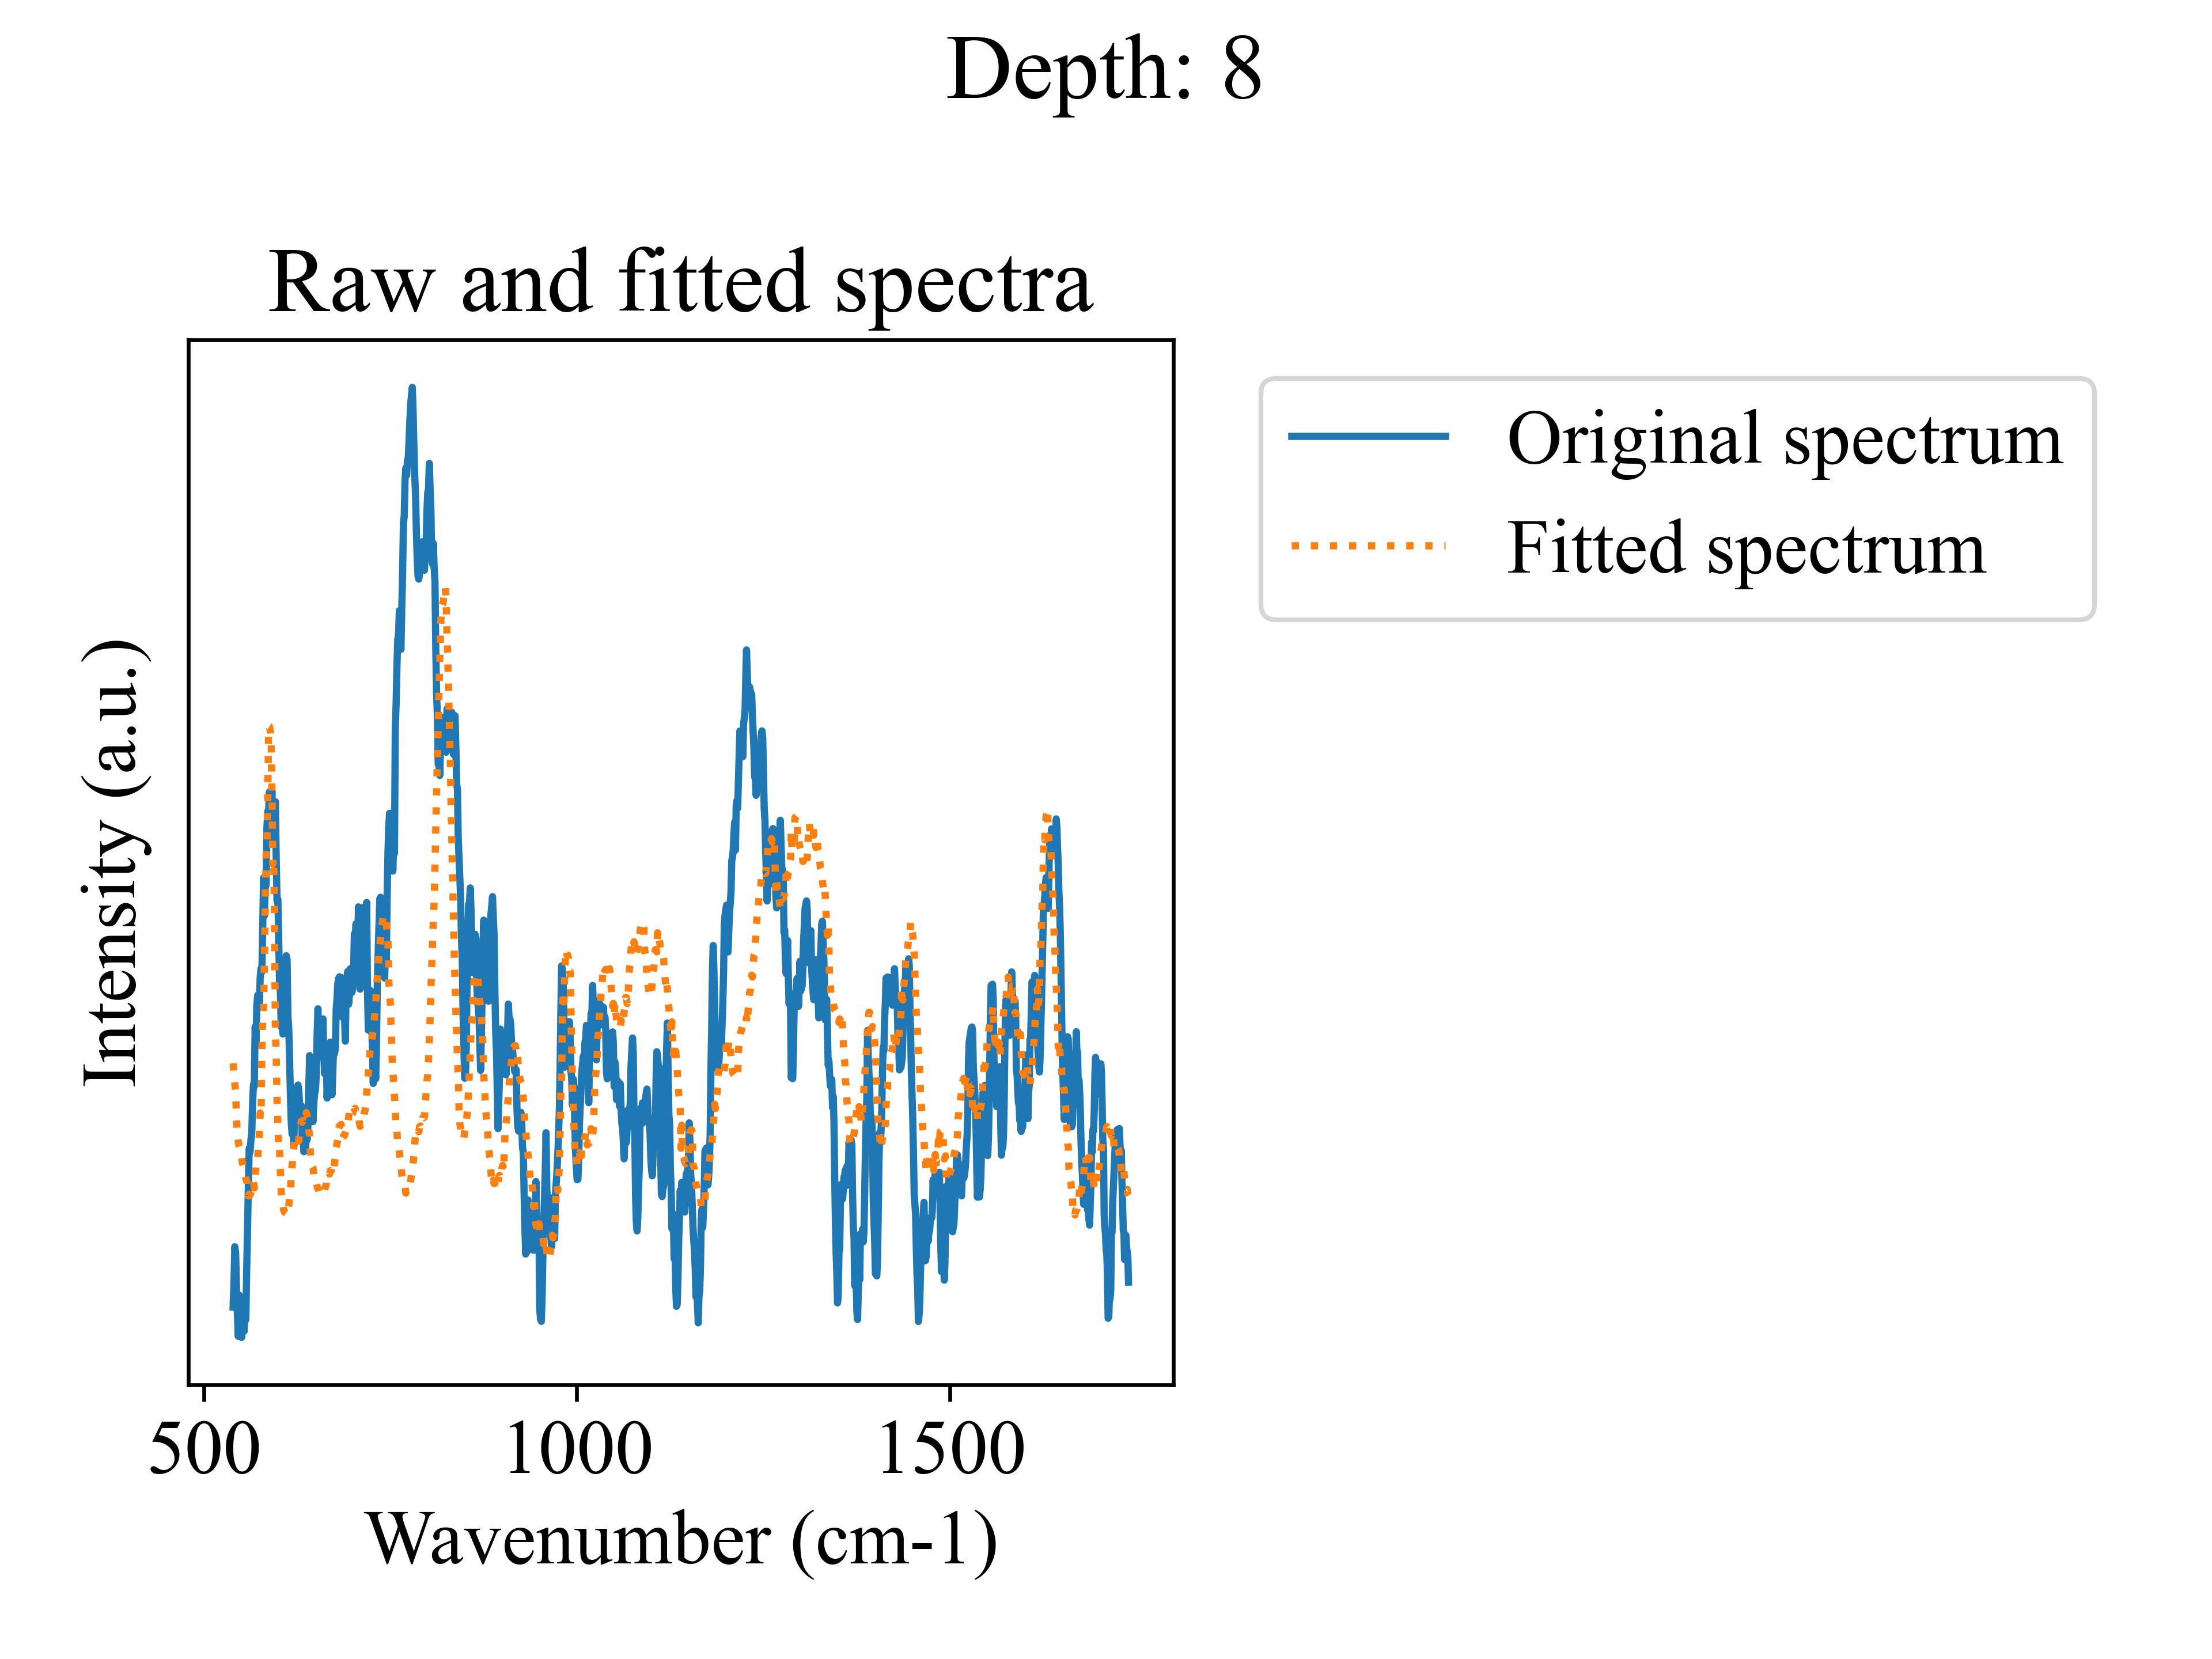 Depth: 8
Raw and fitted spectra
Original spectrum
Fitted spectrum
Intensity (a.u.)
500 1000 1500
Wavenumber (cm-1)